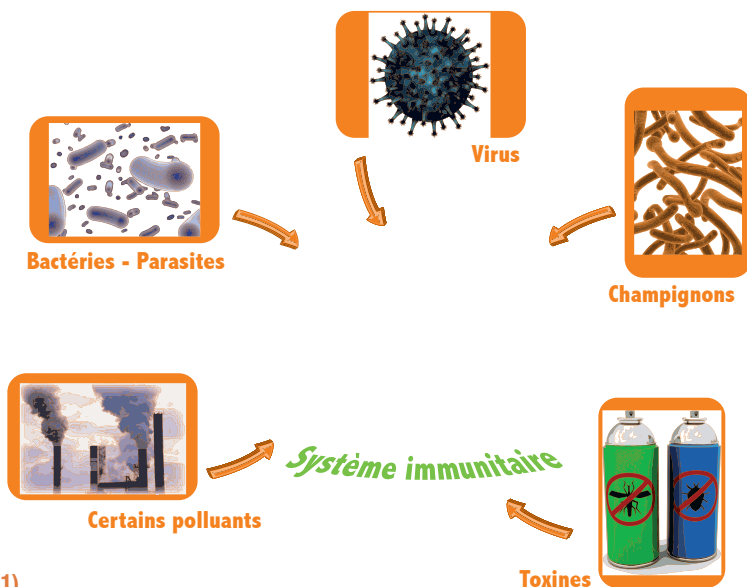 Virus
Bactéries - Parasites
Champignons
Système immunitaire
Certains polluants
Toxines
1)